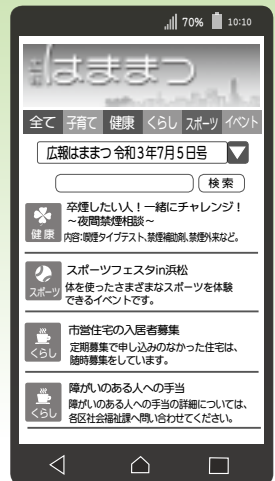 70% 10:10
広報はままつ
全て 子育て 健康 くらし スポーツ イベント
広報はままつ 令和3年7月5日号
検索
卒煙したい人！一緒にチャレンジ！
～夜間禁煙相談～
健康
内容:喫煙タイプテスト、禁煙補助剤、禁煙外来など。
スポーツフェスタin浜松
スポーツ
体を使ったさまざまなスポーツを体験
できるイベントです。
市営住宅の入居者募集
くらし
定期募集で申し込みのなかった住宅は、
随時募集をしています。
障がいのある人への手当
くらし
障がいのある人への手当の詳細については、
各区社会福祉課へ問い合わせてください。